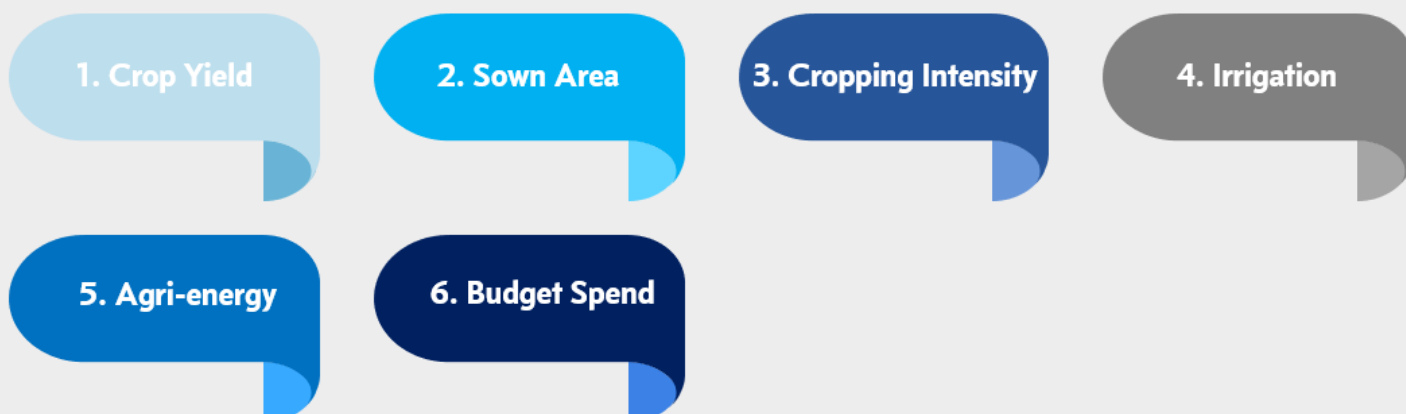 1. Crop Yield
2. Sown Area
3. Cropping Intensity
4. Irrigation
5. Agri-energy
6. Budget Spend